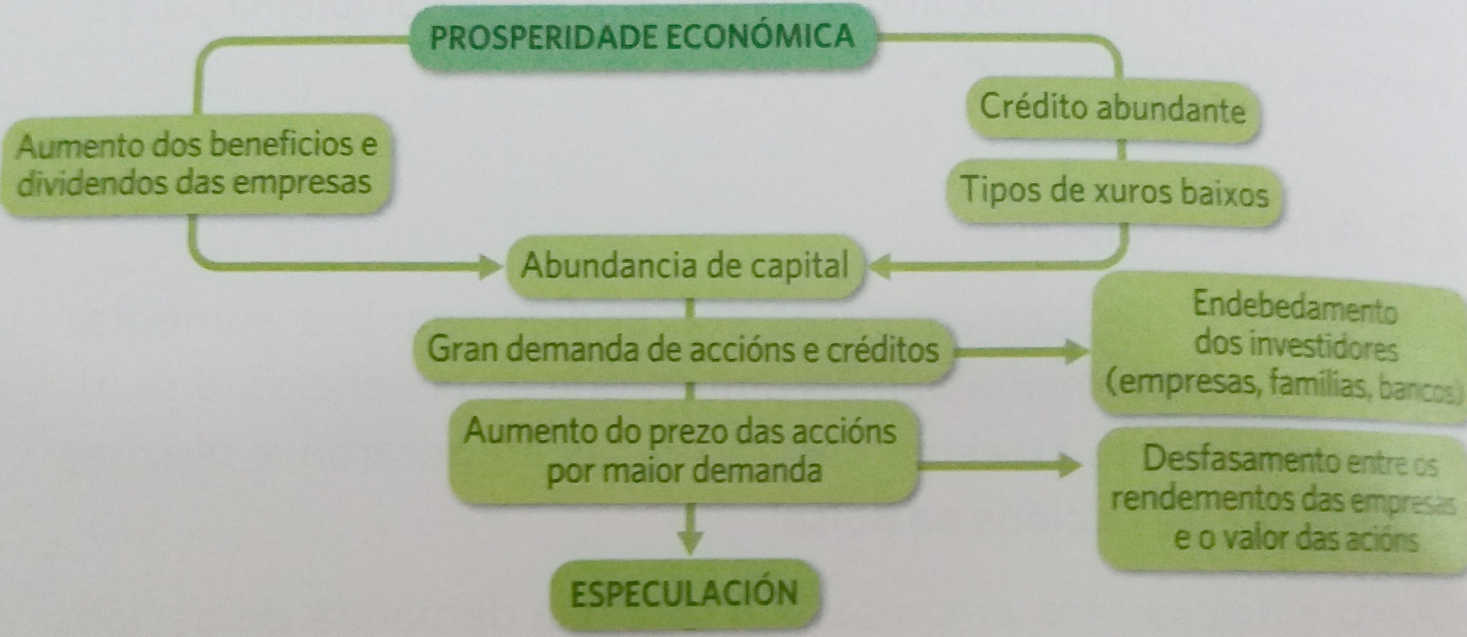 PROSPERIDADE ECONÓMICA
Aumento dos beneficios e
dividendos das empresas
Crédito abundante
Tipos de xuros baixos
Abundancia de capital
Gran demanda de accións e créditos
Endebedamento
dos investidores
(empresas, familias, bancos)
Aumento do prezo das accións
por maior demanda
Desfasamento entre os
rendementos das empresas
e o valor das acións
ESPECULACIÓN